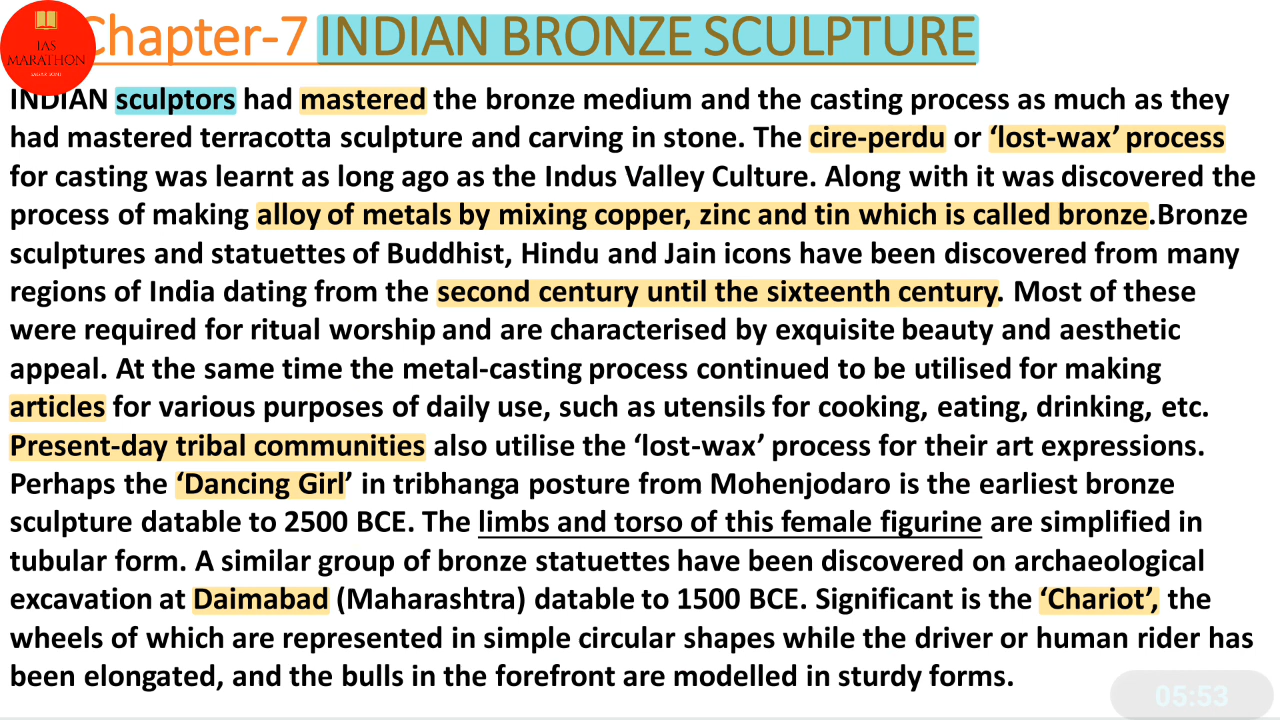 Chapter-7 INDIAN BRONZE SCULPTURE
IAS
MARATHON
INDIAN sculptors had mastered the bronze medium and the casting process as much as they
had mastered terracotta sculpture and carving in stone. The cire-perdu or ‘lost-wax’ process
for casting was learnt as long ago as the Indus Valley Culture. Along with it was discovered the
process of making alloy of metals by mixing copper, zinc and tin which is called bronze.Bronze
sculptures and statuettes of Buddhist, Hindu and Jain icons have been discovered from many
regions of India dating from the second century until the sixteenth century. Most of these
were required for ritual worship and are characterised by exquisite beauty and aesthetic
appeal. At the same time the metal-casting process continued to be utilised for making
articles for various purposes of daily use, such as utensils for cooking, eating, drinking, etc.
Present-day tribal communities also utilise the ‘lost-wax’ process for their art expressions.
Perhaps the ‘Dancing Girl’ in tribhanga posture from Mohenjodaro is the earliest bronze
sculpture datable to 2500 BCE. The limbs and torso of this female figurine are simplified in
tubular form. A similar group of bronze statuettes have been discovered on archaeological
excavation at Daimabad (Maharashtra) datable to 1500 BCE. Significant is the ‘Chariot’, the
wheels of which are represented in simple circular shapes while the driver or human rider has
been elongated, and the bulls in the forefront are modelled in sturdy forms.
05:53